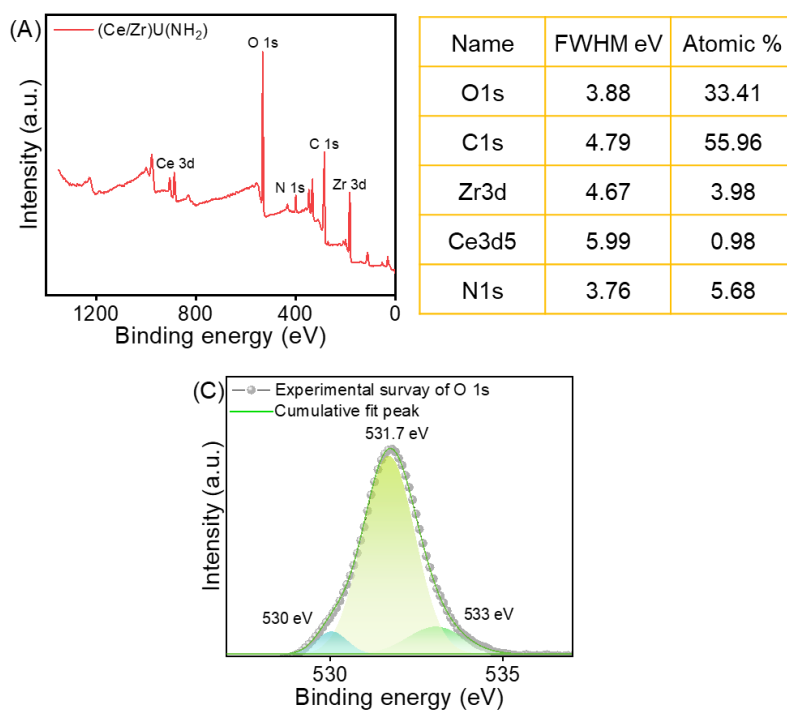 (A)
(Ce/Zr)U(NH₂)
O 1s
Ce 3d
C 1s
N 1s
Zr 3d
Intensity (a.u.)
1200 800 400 0
Binding energy (eV)
Name FWHM eV Atomic %
O1s 3.88 33.41
C1s 4.79 55.96
Zr3d 4.67 3.98
Ce3d5 5.99 0.98
N1s 3.76 5.68
(C)
Experimental survay of O 1s
Cumulative fit peak
531.7 eV
530 eV
533 eV
Intensity (a.u.)
530 535
Binding energy (eV)